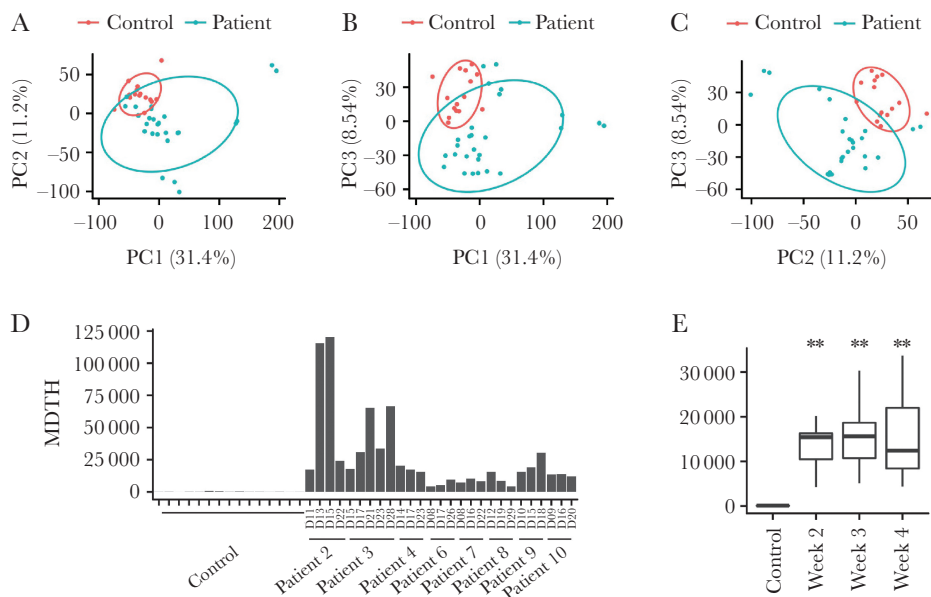 A
Control
Patient
PC2 (11.2%)
50
0
−50
−100
−100
0
100
200
PC1 (31.4%)
B
Control
Patient
PC3 (8.54%)
30
0
−30
−60
−100
0
100
200
PC1 (31.4%)
C
Control
Patient
PC3 (8.54%)
30
0
−30
−60
−100
−50
0
50
PC2 (11.2%)
D
MDTH
125 000
100 000
75 000
50 000
25 000
0
D11
D13
D15
D22
D15
D17
D21
D23
D28
D14
D17
D23
D08
D17
D26
D08
D16
D22
D12
D19
D29
D10
D15
D18
D09
D16
D20
Control
Patient 2
Patient 3
Patient 4
Patient 6
Patient 7
Patient 8
Patient 9
Patient 10
E
**
**
**
30 000
20 000
10 000
0
Control
Week 2
Week 3
Week 4